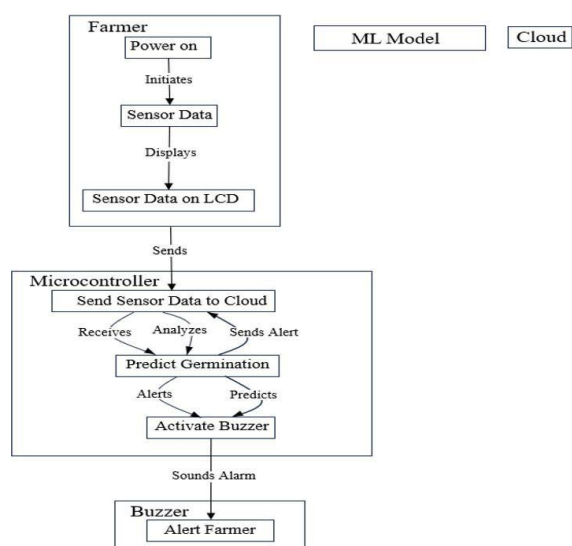 Farmer
Power on
ML Model
Cloud
Initiates
Sensor Data
Displays
Sensor Data on LCD
Sends
Microcontroller
Send Sensor Data to Cloud
Receives Analyzes Sends Alert
Predict Germination
Alerts Predicts
Activate Buzzer
Sounds Alarm
Buzzer
Alert Farmer